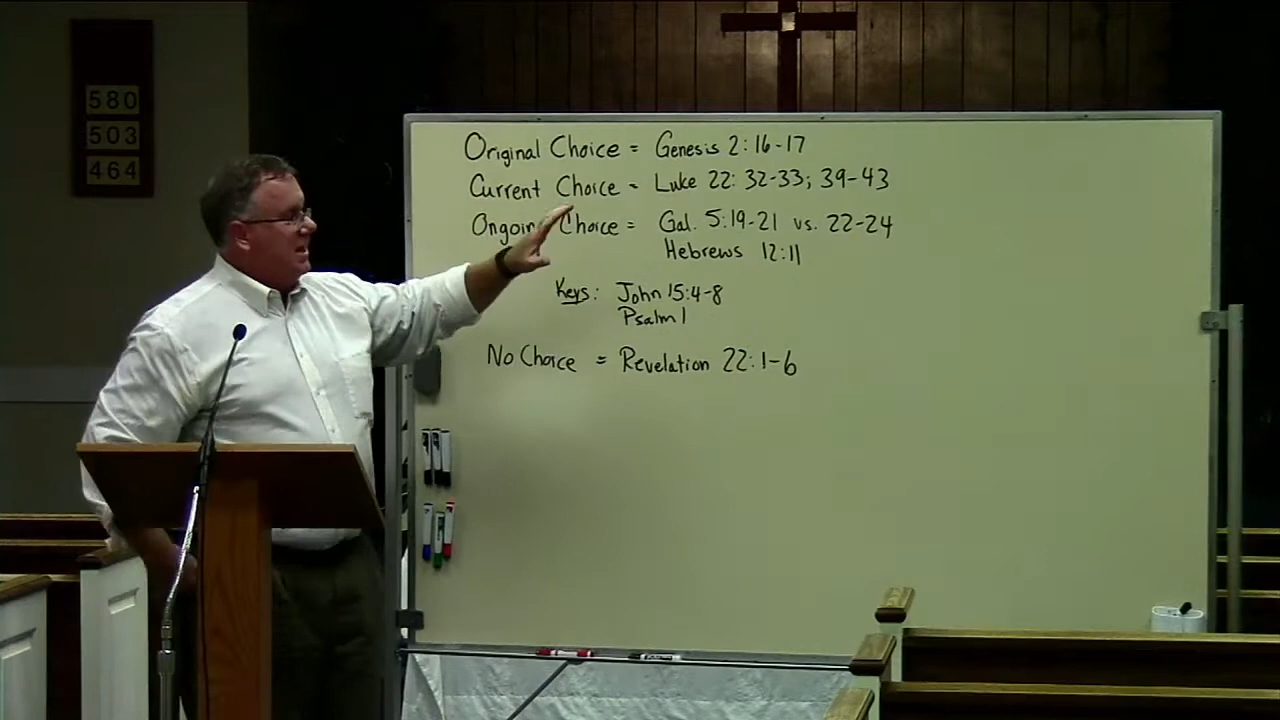 580
503
464
Original Choice = Genesis 2:16-17
Current Choice = Luke 22:32-33; 39-43
Ongoing Choice = Gal. 5:19-21 vs. 22-24
Hebrews 12:11
Keys: John 15:4-8
Psalm 1
No Choice = Revelation 22:1-6